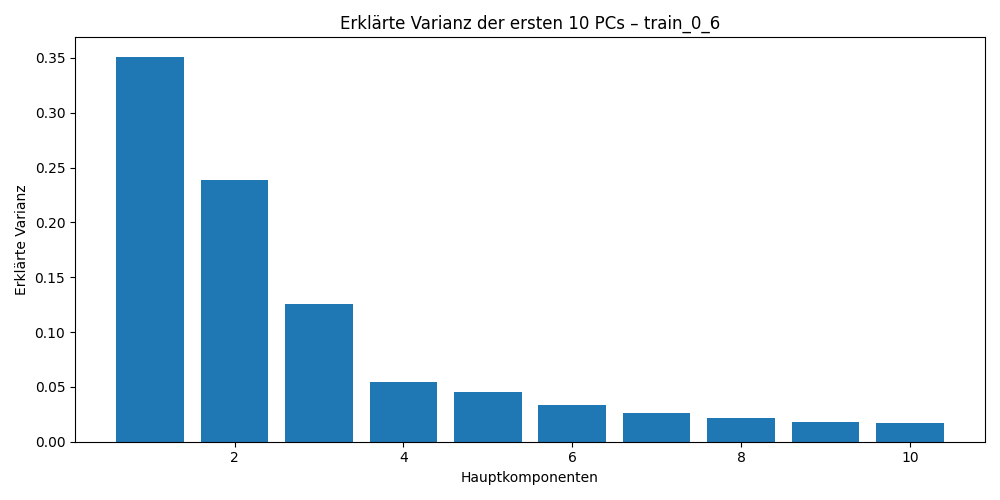 Erklärte Varianz der ersten 10 PCs – train_0_6
Erklärte Varianz
0.35
0.30
0.25
0.20
0.15
0.10
0.05
0.00
2 4 6 8 10
Hauptkomponenten